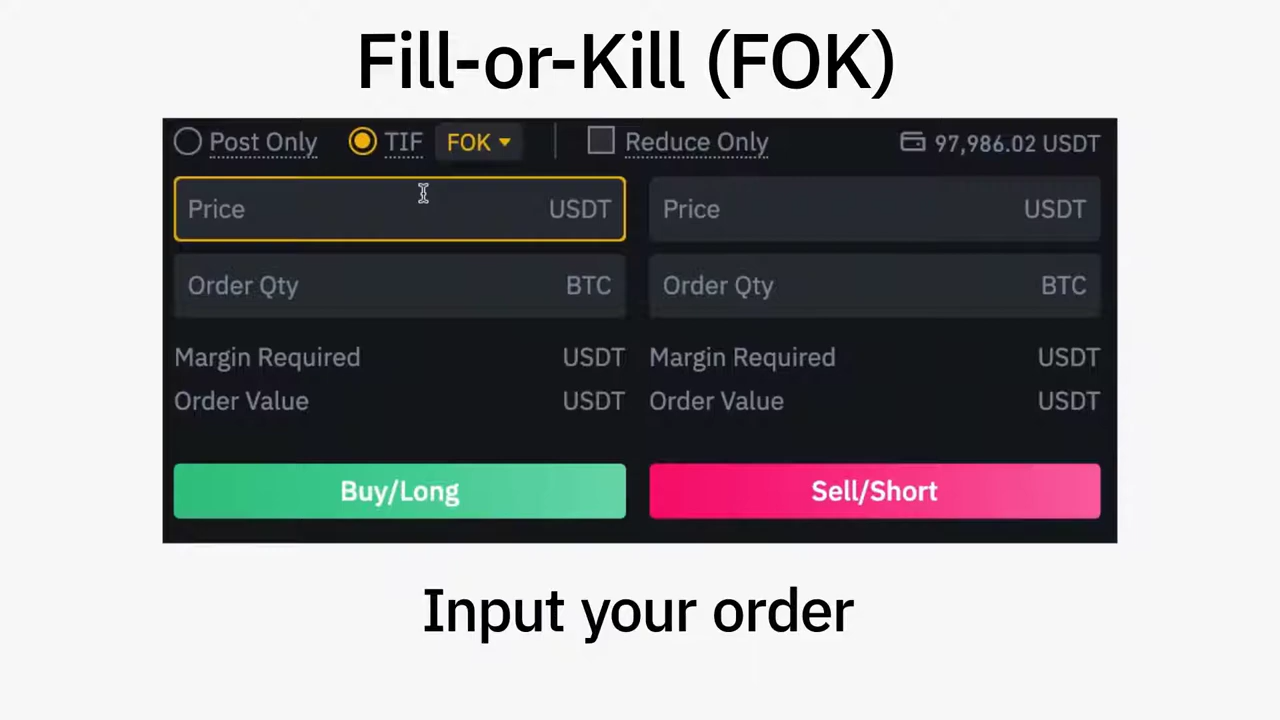 Fill-or-Kill (FOK)
Post Only TIF FOK Reduce Only 97,986.02 USDT
Price USDT Price USDT
Order Qty BTC Order Qty BTC
Margin Required USDT Margin Required USDT
Order Value USDT Order Value USDT
Buy/Long Sell/Short
Input your order